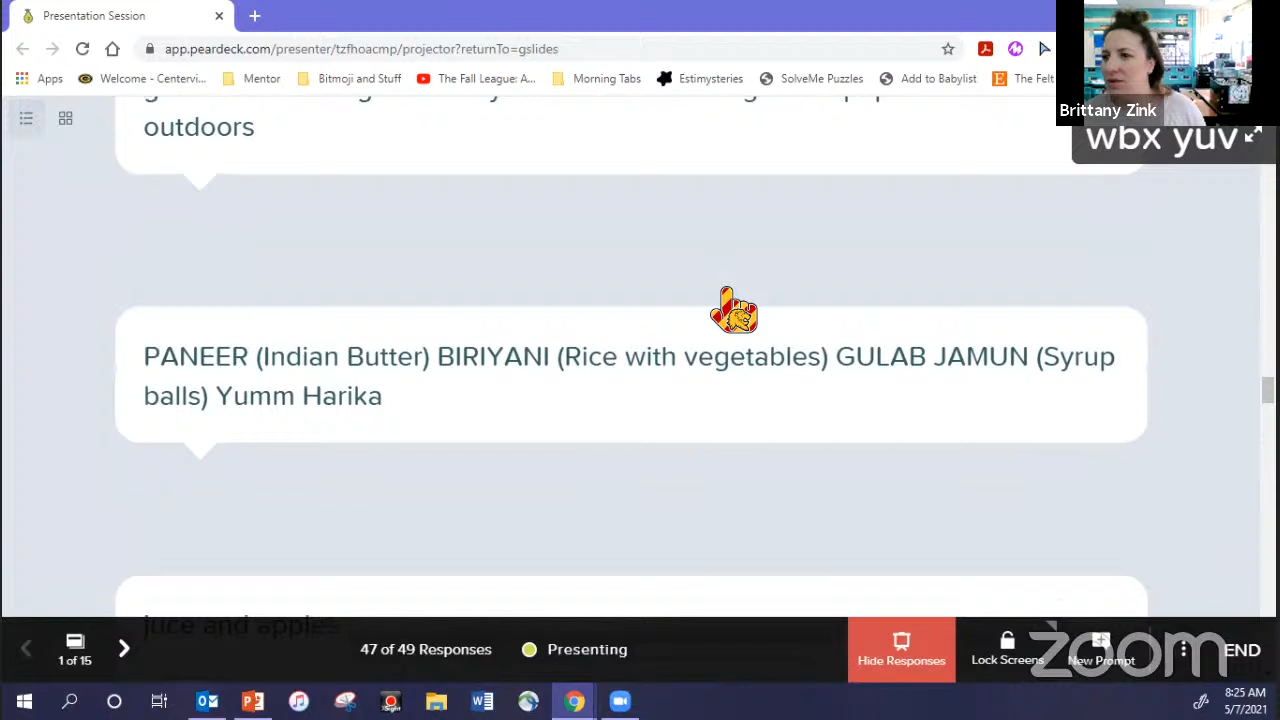 Presentation Session
app.peardeck.com/presenter/tzfhoacmp/projector?returnTo=gslides
Apps Welcome - Centervi... Mentor Bitmoji and Stuff The Fall League A... Morning Tabs Estimysteries SolveMe Puzzles Add to Babylist The Felt
Brittany Zink
wbx yuv
outdoors
PANEER (Indian Butter) BIRIYANI (Rice with vegetables) GULAB JAMUN (Syrup
balls) Yumm Harika
juce and apples
1 of 15
47 of 49 Responses
Presenting
Hide Responses
Lock Screens
New Prompt
END
zoom
8:25 AM
5/7/2021